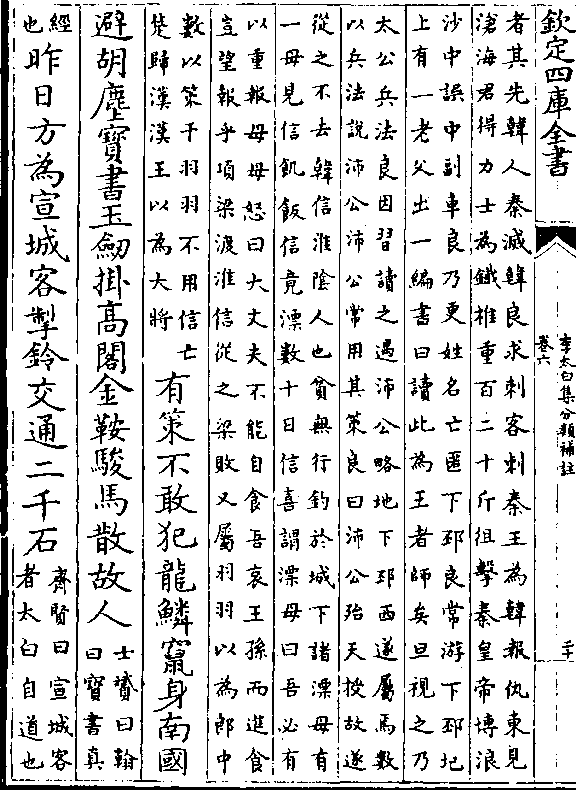 欽定四庫全書
李太白集分類補註
卷六
二十
者其先韓人秦滅韓良求刺客刺秦王為韓報仇東見
滄海君得力士為鐵椎重百二十斤徂擊秦皇帝博浪
沙中誤中副車良乃更姓名亡匿下邳良常游下邳圯
上有一老父出一編書曰讀此為王者師矣旦視之乃
太公兵法良因習讀之遇沛公略地下邳西遂屬焉數
以兵法說沛公沛公常用其策良曰沛公殆天授故遂
從之不去韓信淮陰人也貧無行釣於城下諸漂母有
一母見信飢飯信竟漂數十日信喜謂漂母曰吾必有
以重報母母怒曰大丈夫不能自食吾哀王孫而進食
豈望報乎項梁渡淮信從之梁敗又屬羽羽以為郎中
數以策干羽羽不用信亡
楚歸漢漢王以為大將
有策不敢犯龍鱗竄身南國
避胡塵寶書玉劒掛高閣金鞍駿馬散故人
士贇曰翰
曰寶書真
經
也
昨日方為宣城客掣鈴交通二千石
齊賢曰宣城客
者太白自道也